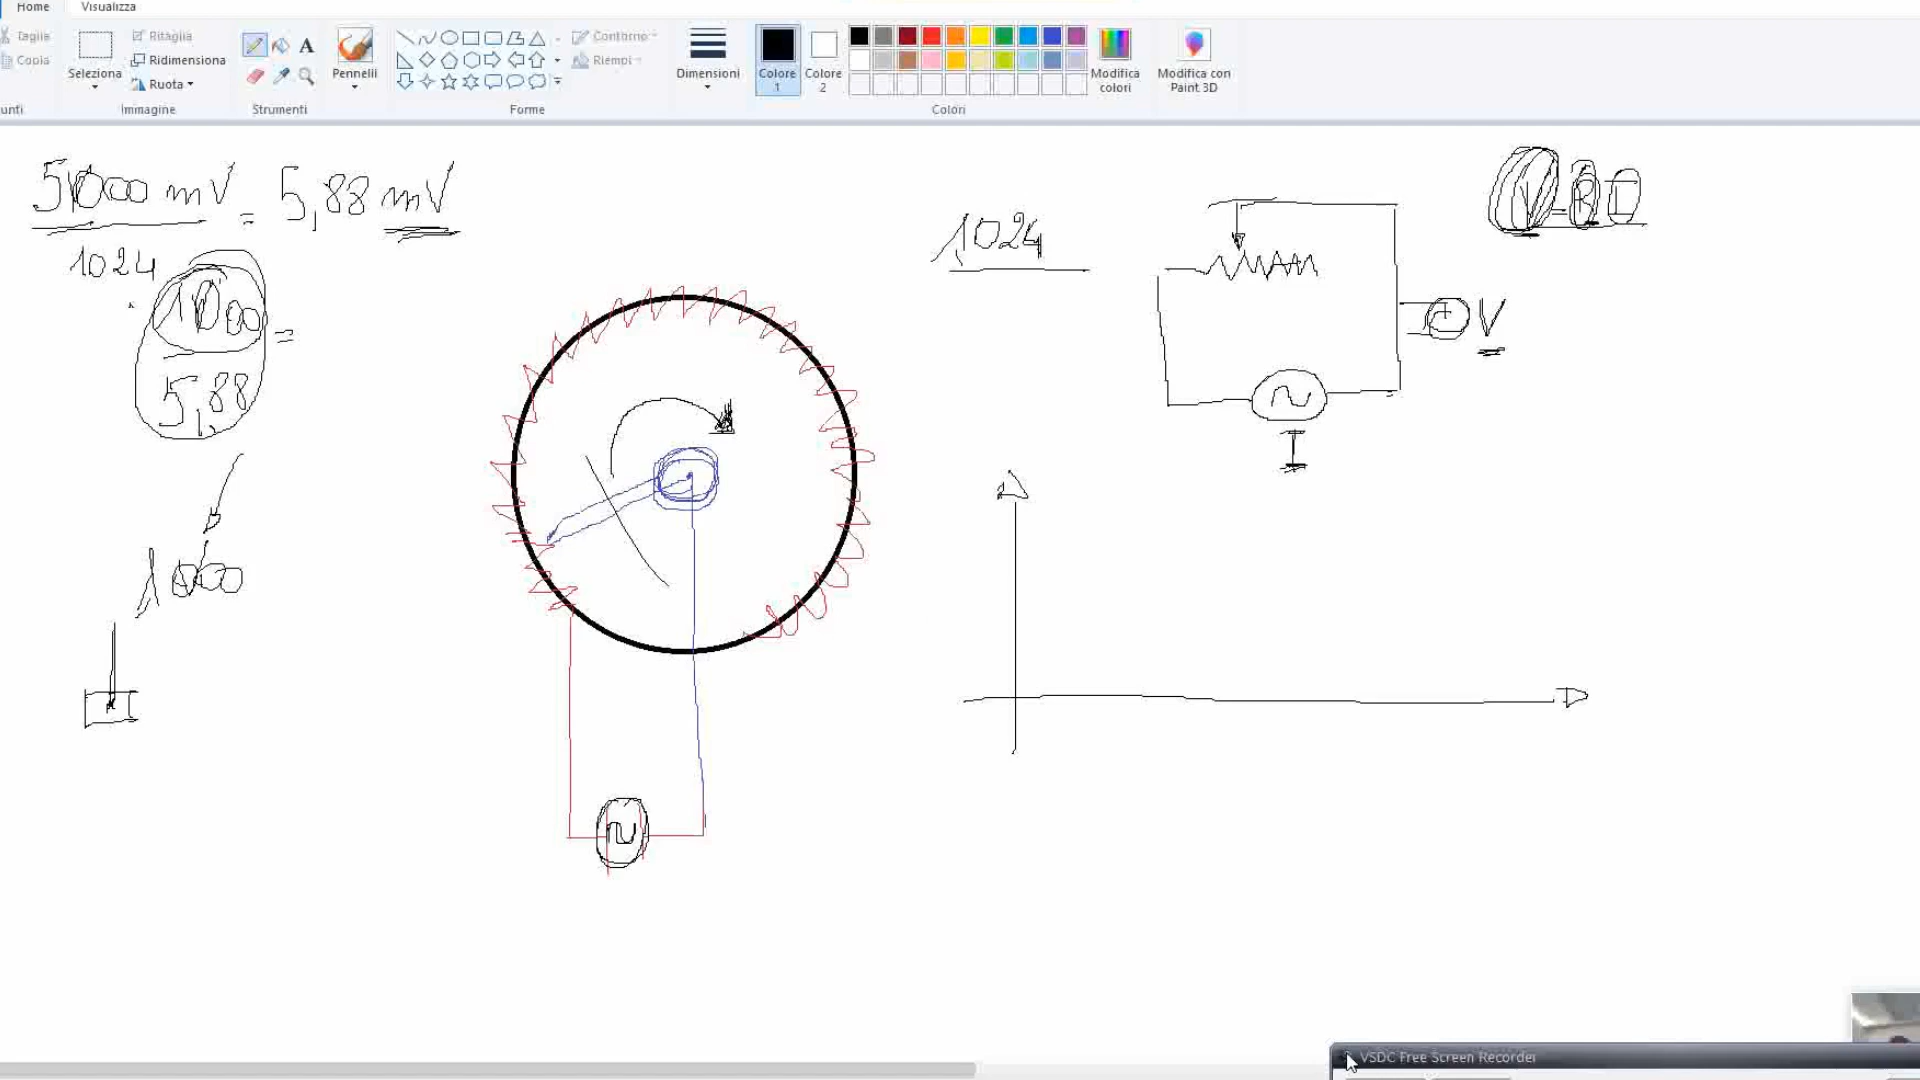 Home Visualizza
Taglia
Copia
Seleziona
Ritaglia
Ridimensiona
Ruota
Immagine
A
Strumenti
Pennelli
Contorno
Riempi
Forme
Dimensioni
Colore 1
Colore 2
Modifica colori
Modifica con Paint 3D
Colori
unti
5000 mV = 5,88 mV
1024
1000 =
5,88
1000
1024
V = R I
V
I
VSDC Free Screen Recorder